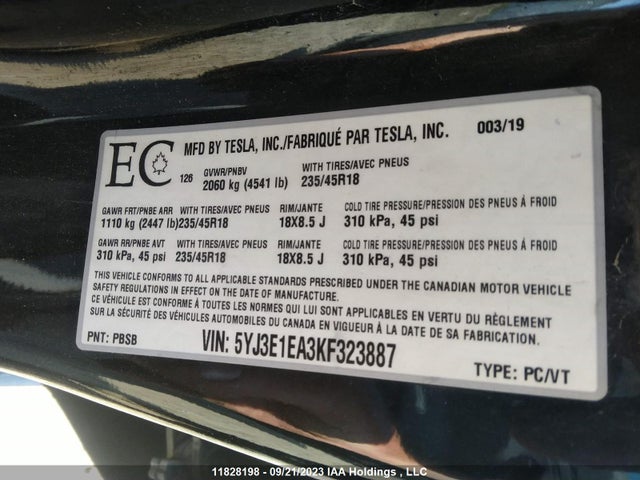 EC
126
MFD BY TESLA, INC./FABRIQUÉ PAR TESLA, INC. 003/19
GVWR/PNBV WITH TIRES/AVEC PNEUS
2060 kg (4541 lb) 235/45R18
GAWR FRT/PNBE ARR WITH TIRES/AVEC PNEUS RIM/JANTE COLD TIRE PRESSURE/PRESSION DES PNEUS À FROID
1110 kg (2447 lb) 235/45R18 18X8.5 J 310 kPa, 45 psi
GAWR RR/PNBE AVT WITH TIRES/AVEC PNEUS RIM/JANTE COLD TIRE PRESSURE/PRESSION DES PNEUS À FROID
310 kPa, 45 psi 235/45R18 18X8.5 J 310 kPa, 45 psi
THIS VEHICLE CONFORMS TO ALL APPLICABLE STANDARDS PRESCRIBED UNDER THE CANADIAN MOTOR VEHICLE
SAFETY REGULATIONS IN EFFECT ON THE DATE OF MANUFACTURE.
CE VÉHICULE EST CONFORME À TOUTES LES NORMES QUI LUI SONT APPLICABLES EN VERTU DU RÈGLEMENT
SUR LA SÉCURITÉ DES VÉHICULES AUTOMOBILES DU CANADA EN VIGUEUR À LA DATE DE SA FABRICATION.
PNT: PBSB VIN: 5YJ3E1EA3KF323887 TYPE: PC/VT
11828198 - 09/21/2023 IAA Holdings , LLC